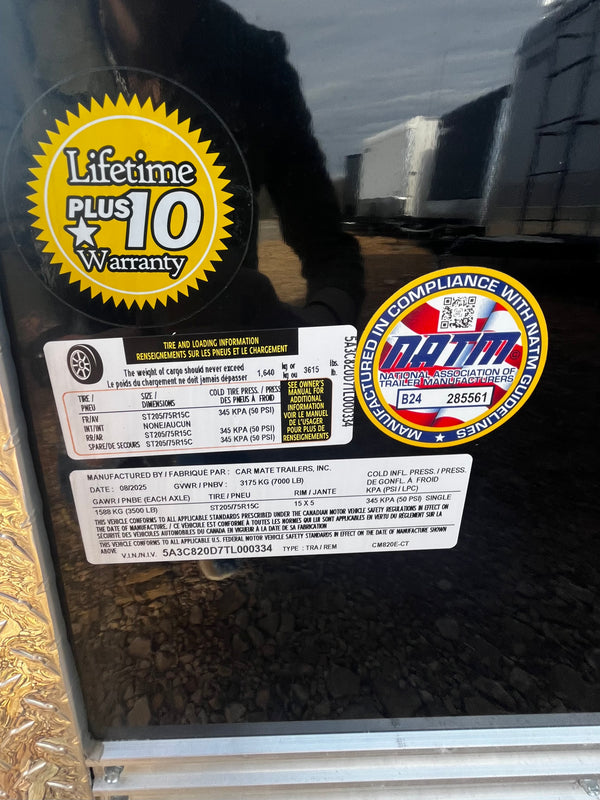 Lifetime
PLUS 10
Warranty
TIRE AND LOADING INFORMATION
RENSEIGNEMENTS SUR LES PNEUS ET LE CHARGEMENT
The weight of cargo should never exceed
Le poids du chargement ne doit jamais dépasser
1,640 kg or kg ou 3615 lbs. lb.
TIRE / PNEU SIZE / DIMENSIONS COLD TIRE PRESS. / PRESS DES PNEUS À FROID
FR/AV ST205/75R15C 345 KPA (50 PSI)
INT/INT NONE/AUCUN
RR/AR ST205/75R15C 345 KPA (50 PSI)
SPARE/DE SECOURS ST205/75R15C 345 KPA (50 PSI)
SEE OWNER'S
MANUAL FOR
ADDITIONAL
INFORMATION
VOIR LE MANUEL
DE L'USAGER
POUR PLUS DE
RENSEIGNEMENTS
5A3C820D7TL000334
MANUFACTURED IN COMPLIANCE WITH NATM GUIDELINES
NATM
NATIONAL ASSOCIATION OF
TRAILER MANUFACTURERS
B24 285561
MANUFACTURED BY / FABRIQUÉ PAR : CAR MATE TRAILERS, INC.
DATE : 08/2025 GVWR / PNBV : 3175 KG (7000 LB)
COLD INFL. PRESS. / PRESS.
DE GONFL. À FROID
KPA (PSI / LPC)
GAWR / PNBE (EACH AXLE) TIRE / PNEU RIM / JANTE
1588 KG (3500 LB) ST205/75R15C 15 X 5 345 KPA (50 PSI) SINGLE
THIS VEHICLE CONFORMS TO ALL APPLICABLE STANDARDS PRESCRIBED UNDER THE CANADIAN MOTOR VEHICLE SAFETY REGULATIONS IN EFFECT ON
THE DATE OF MANUFACTURE / CE VÉHICULE EST CONFORME À TOUTES LES NORMES QUI LUI SONT APPLICABLES EN VERTU DU RÈGLEMENT SUR LA
SÉCURITÉ DES VÉHICULES AUTOMOBILES DU CANADA EN VIGUEUR À LA DATE DE SA FABRICATION
THIS VEHICLE CONFORMS TO ALL APPLICABLE U.S. FEDERAL MOTOR VEHICLE SAFETY STANDARDS IN EFFECT ON THE DATE OF MANUFACTURE SHOWN
ABOVE V.I.N./N.I.V. 5A3C820D7TL000334 TYPE : TRA / REM CM820E-CT